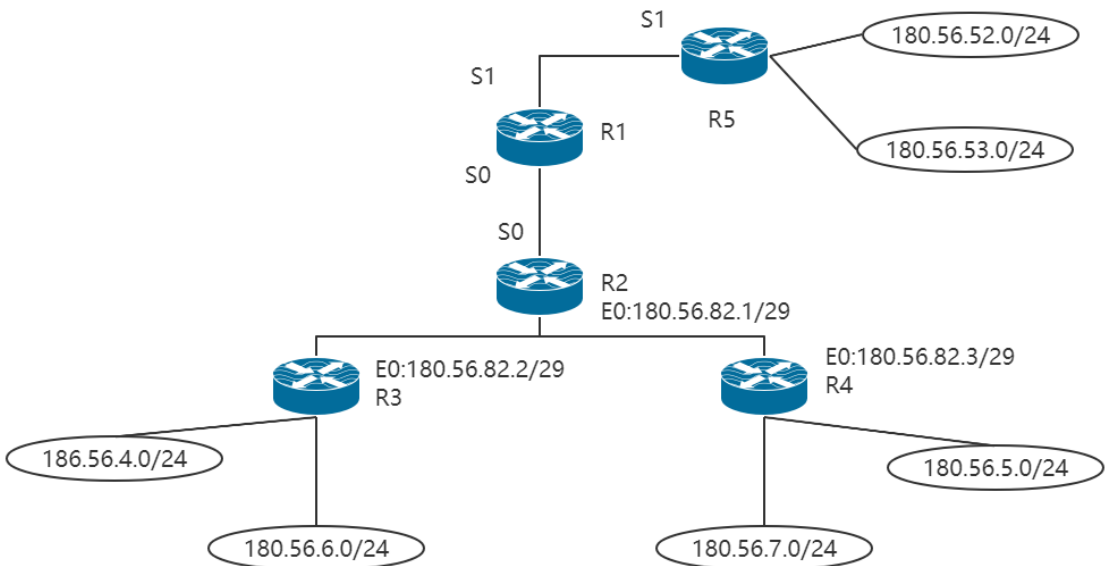 S1
180.56.52.0/24
S1
R5
R1
180.56.53.0/24
S0
S0
R2
E0:180.56.82.1/29
E0:180.56.82.2/29
R3
E0:180.56.82.3/29
R4
186.56.4.0/24
180.56.5.0/24
180.56.6.0/24
180.56.7.0/24